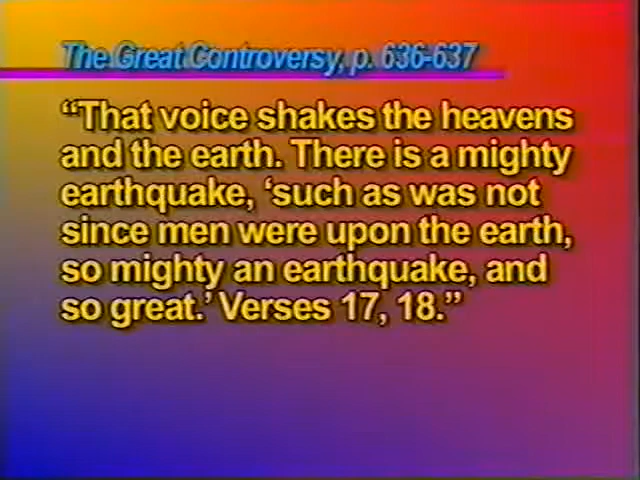 The Great Controversy, p. 636-637
“That voice shakes the heavens
and the earth. There is a mighty
earthquake, ‘such as was not
since men were upon the earth,
so mighty an earthquake, and
so great.’ Verses 17, 18.”